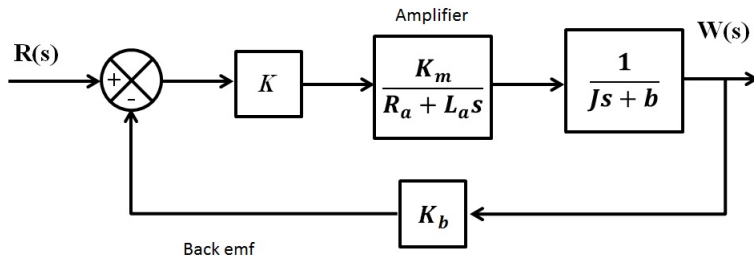 Amplifier
R(s)
W(s)
+
-
K
K_m
R_a + L_a s
1
Js + b
K_b
Back emf